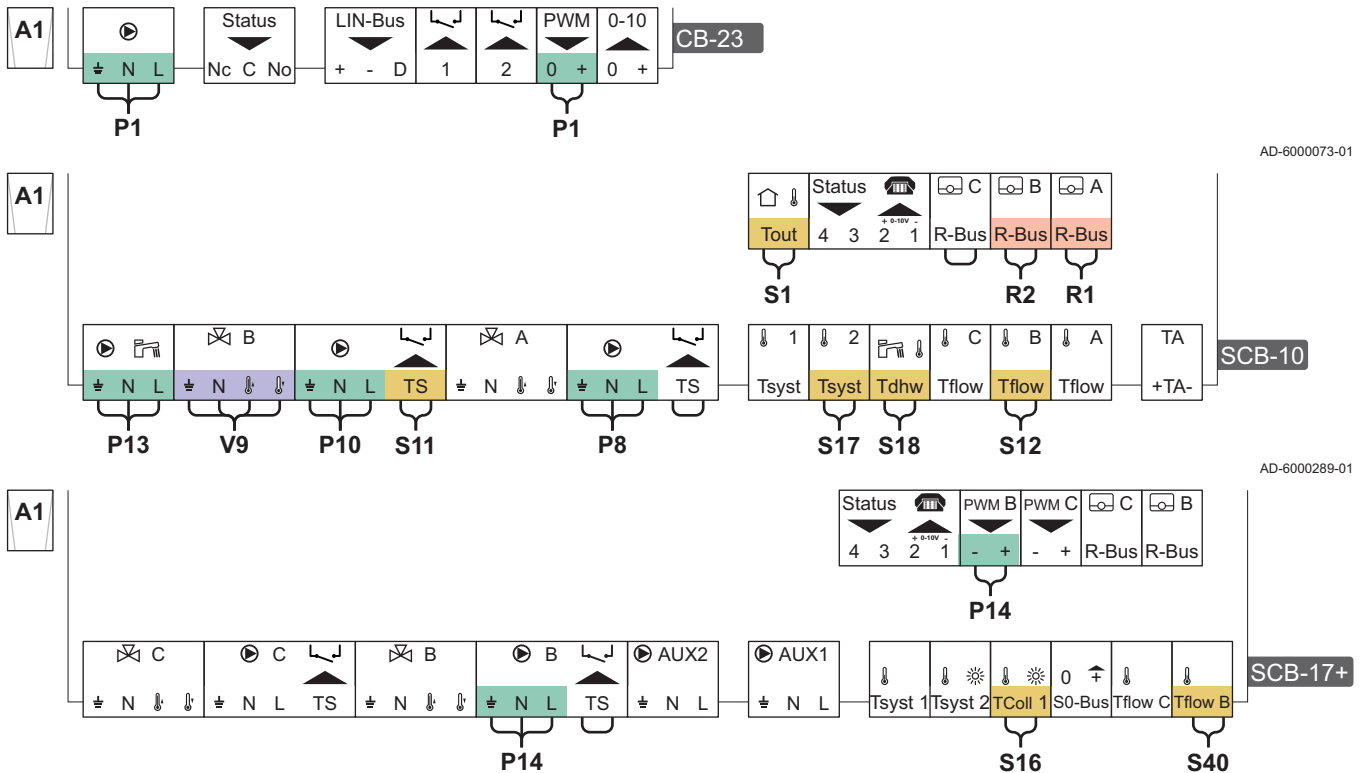 A1
Status LIN-Bus PWM 0-10
CB-23
N L Nc C No + - D 1 2 0 + 0 +
P1 P1
AD-6000073-01
A1
Status C B A
+ 0-10V -
Tout 4 3 2 1 R-Bus R-Bus R-Bus
S1 R2 R1
B A 1 2 C B A TA
SCB-10
N L N N L TS N N L TS Tsyst Tsyst Tdhw Tflow Tflow Tflow +TA-
P13 V9 P10 S11 P8 S17 S18 S12
AD-6000289-01
A1
Status PWM B PWM C C B
+ 0-10V -
4 3 2 1 - + - + R-Bus R-Bus
P14
C C B B AUX2 AUX1 0 +
SCB-17+
N N L TS N N L TS N L N L Tsyst 1 Tsyst 2 TColl 1 S0-Bus Tflow C Tflow B
P14 S16 S40